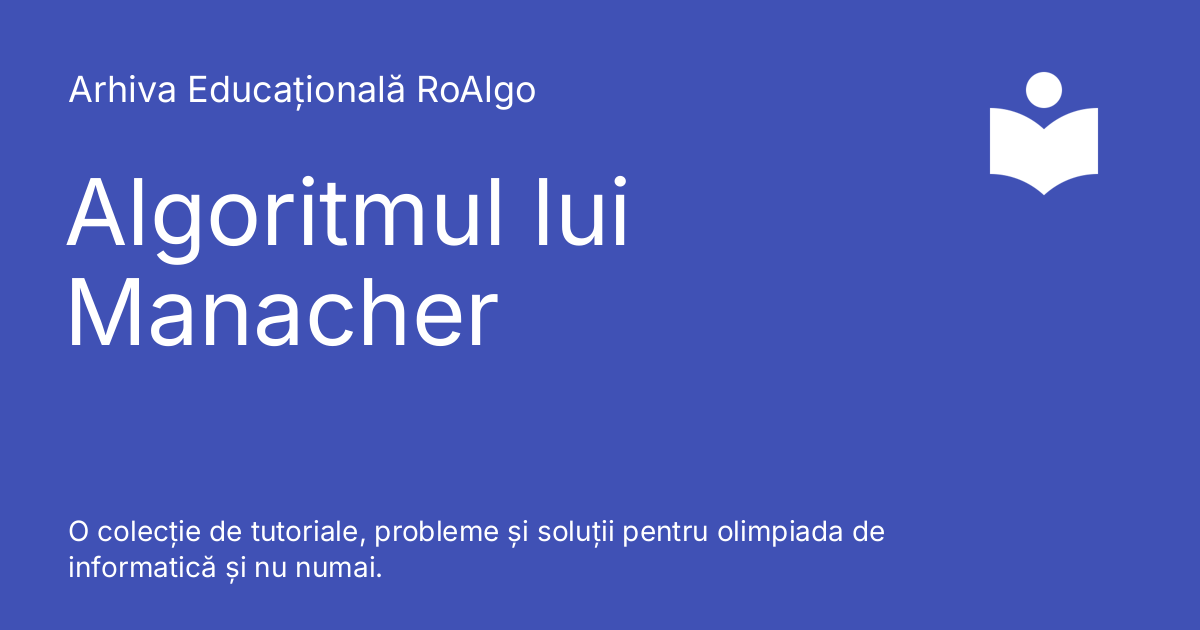 Arhiva Educațională RoAlgo
Algoritmul lui
Manacher
O colecție de tutoriale, probleme și soluții pentru olimpiada de
informatică și nu numai.